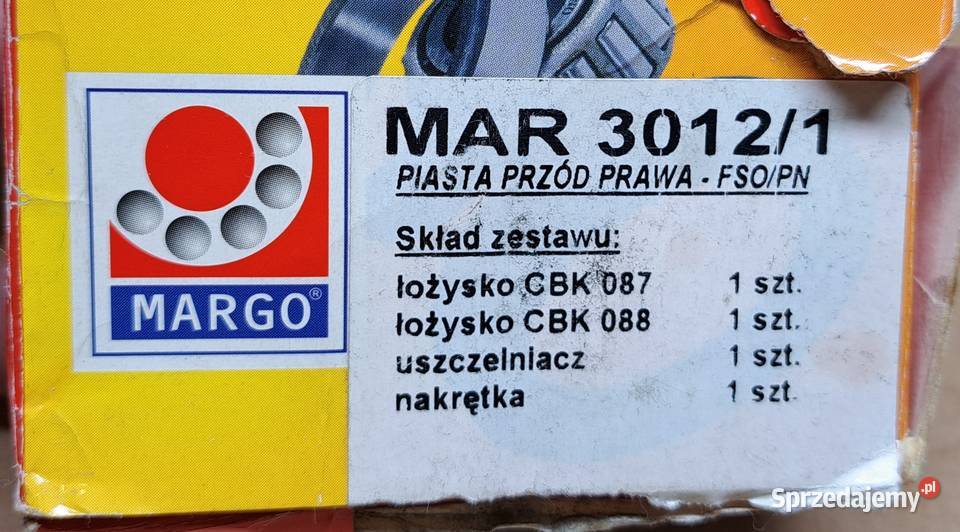 MAR 3012/1
PIASTA PRZÓD PRAWA - FSO/PN
Skład zestawu:
łożysko CBK 087 1 szt.
łożysko CBK 088 1 szt.
uszczelniacz 1 szt.
nakrętka 1 szt.
MARGO®
Sprzedajemy.pl